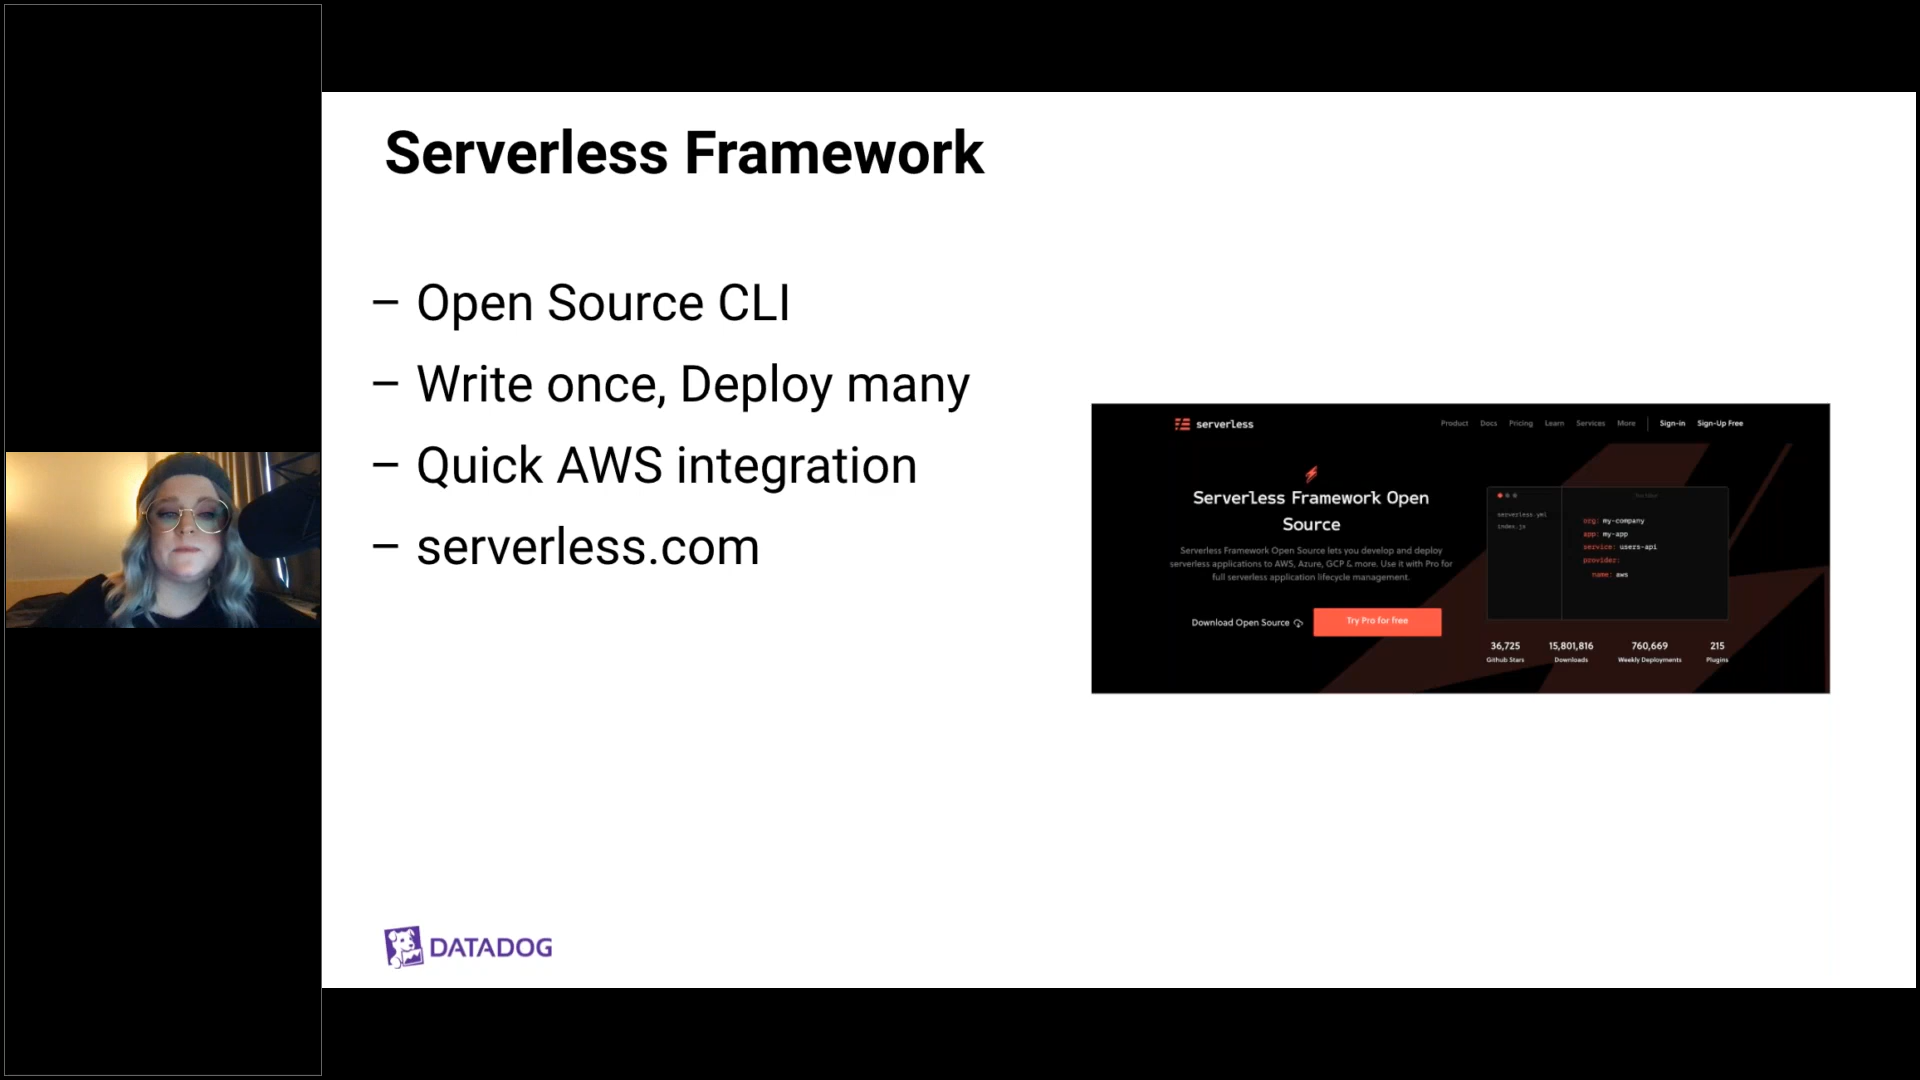 Serverless Framework
– Open Source CLI
– Write once, Deploy many
– Quick AWS integration
– serverless.com
serverless
Product Docs Pricing Learn Services More Sign-in Sign-Up Free
Serverless Framework Open
Source
Serverless Framework Open Source lets you develop and deploy
serverless applications to AWS, Azure, GCP & more. Use it with Pro for
full serverless application lifecycle management.
Download Open Source
Try Pro for free
serverless.yml
index.js
org: my-company
app: my-app
service: users-api
provider:
name: aws
36,725 15,801,816 760,669 215
Github Stars Downloads Weekly Deployments Plugins
DATADOG